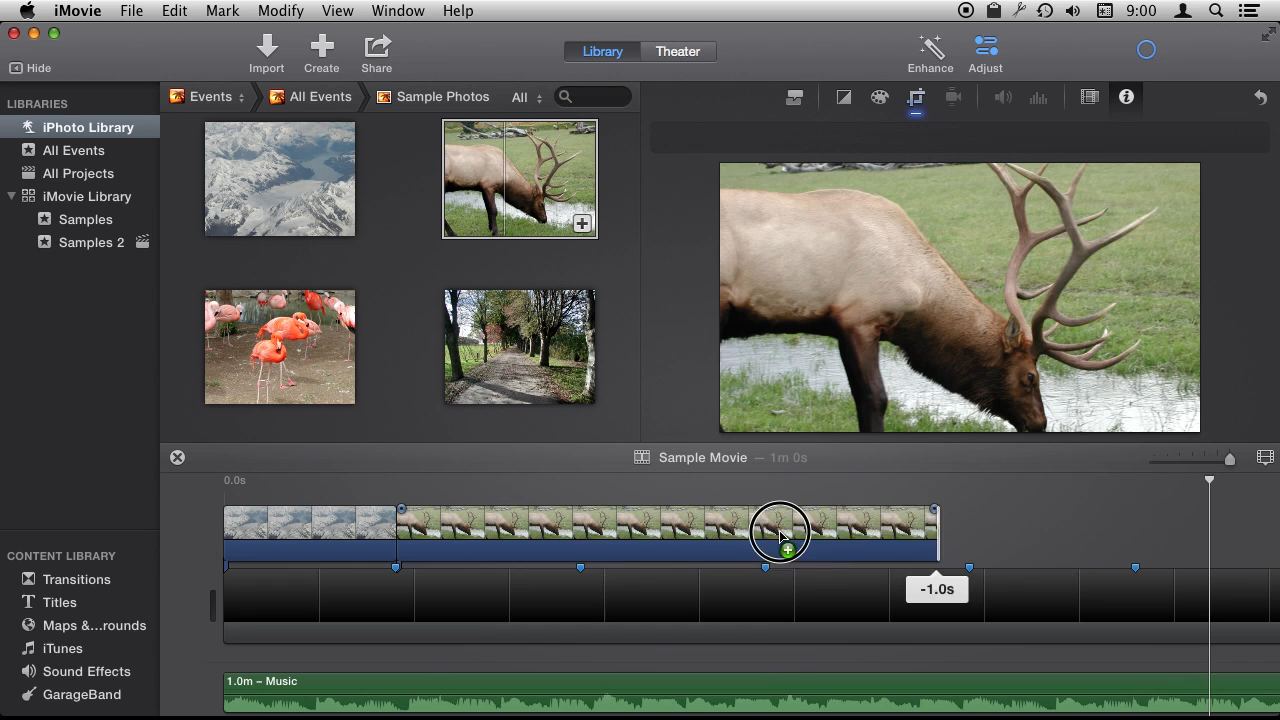 iMovie File Edit Mark Modify View Window Help 9:00
Hide Import Create Share Library Theater Enhance Adjust
LIBRARIES
iPhoto Library
All Events
All Projects
iMovie Library
Samples
Samples 2
Events All Events Sample Photos All
Sample Movie — 1m 0s
0.0s
-1.0s
CONTENT LIBRARY
Transitions
Titles
Maps &...rounds
iTunes
Sound Effects
GarageBand
1.0m – Music